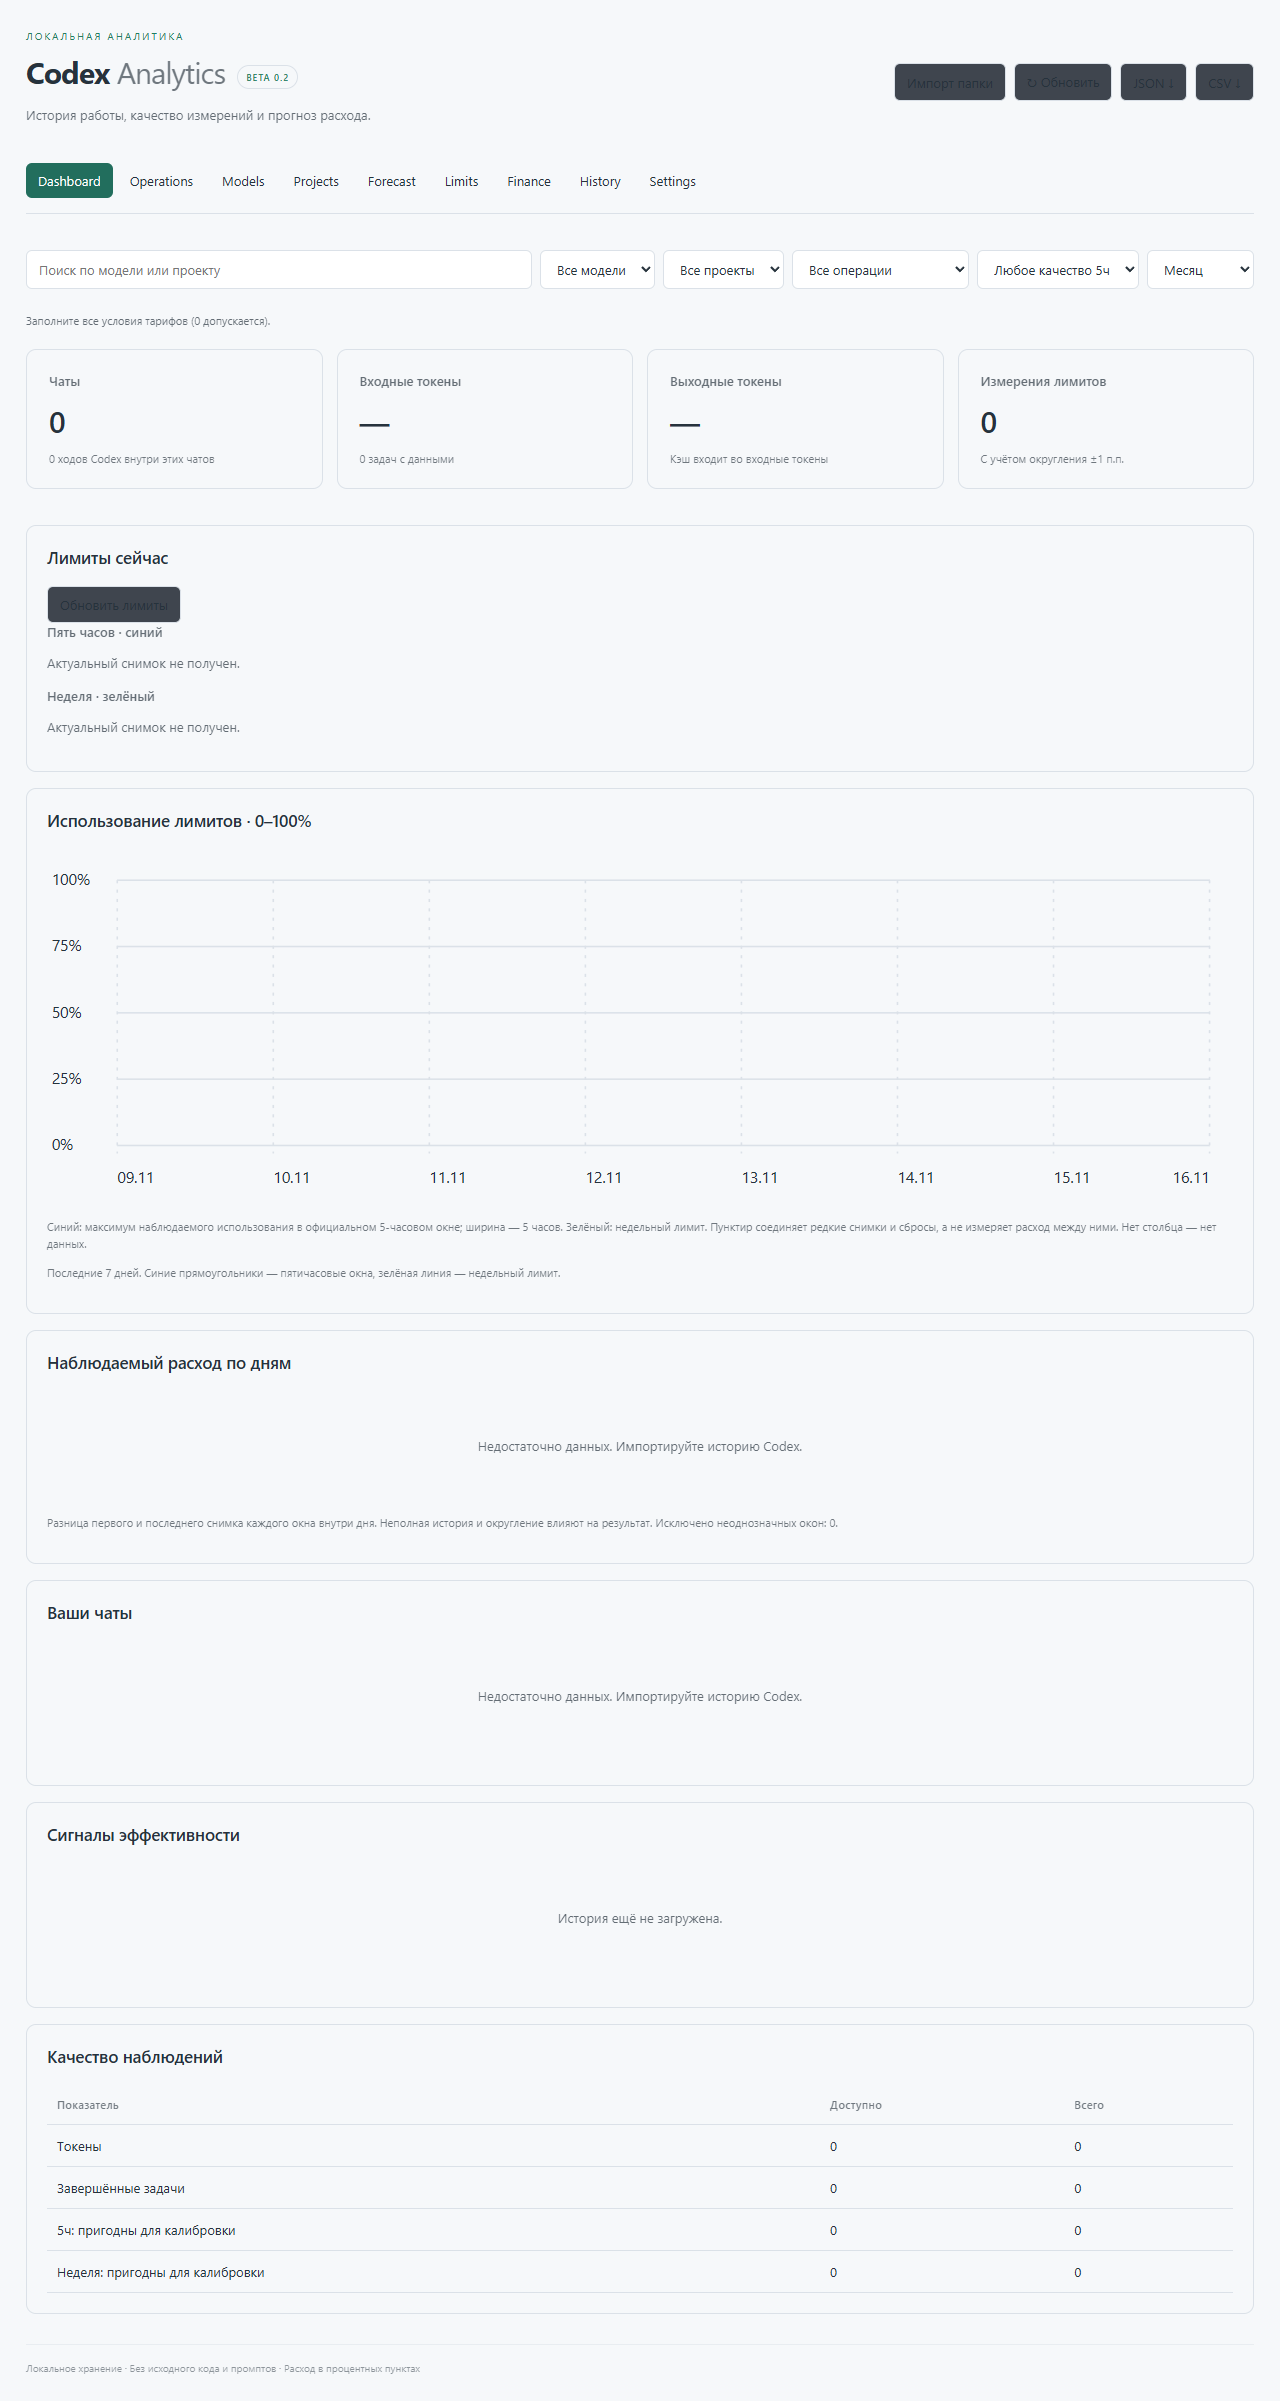 ЛОКАЛЬНАЯ АНАЛИТИКА
Codex Analytics BETA 0.2
Импорт папки ↻ Обновить JSON ↓ CSV ↓
История работы, качество измерений и прогноз расхода.
Dashboard Operations Models Projects Forecast Limits Finance History Settings
Поиск по модели или проекту Все модели Все проекты Все операции Любое качество 5ч Месяц
Заполните все условия тарифов (0 допускается).
Чаты
0
0 ходов Codex внутри этих чатов
Входные токены
—
0 задач с данными
Выходные токены
—
Кэш входит во входные токены
Измерения лимитов
0
С учётом округления ±1 п.п.
Лимиты сейчас
Обновить лимиты
Пять часов · синий
Актуальный снимок не получен.
Неделя · зелёный
Актуальный снимок не получен.
Использование лимитов · 0–100%
100%
75%
50%
25%
0%
09.11 10.11 11.11 12.11 13.11 14.11 15.11 16.11
Синий: максимум наблюдаемого использования в официальном 5-часовом окне; ширина — 5 часов. Зелёный: недельный лимит. Пунктир соединяет редкие снимки и сбросы, а не измеряет расход между ними. Нет столбца — нет
данных.
Последние 7 дней. Синие прямоугольники — пятичасовые окна, зелёная линия — недельный лимит.
Наблюдаемый расход по дням
Недостаточно данных. Импортируйте историю Codex.
Разница первого и последнего снимка каждого окна внутри дня. Неполная история и округление влияют на результат. Исключено неоднозначных окон: 0.
Ваши чаты
Недостаточно данных. Импортируйте историю Codex.
Сигналы эффективности
История ещё не загружена.
Качество наблюдений
Показатель Доступно Всего
Токены 0 0
Завершённые задачи 0 0
5ч: пригодны для калибровки 0 0
Неделя: пригодны для калибровки 0 0
Локальное хранение · Без исходного кода и промптов · Расход в процентных пунктах